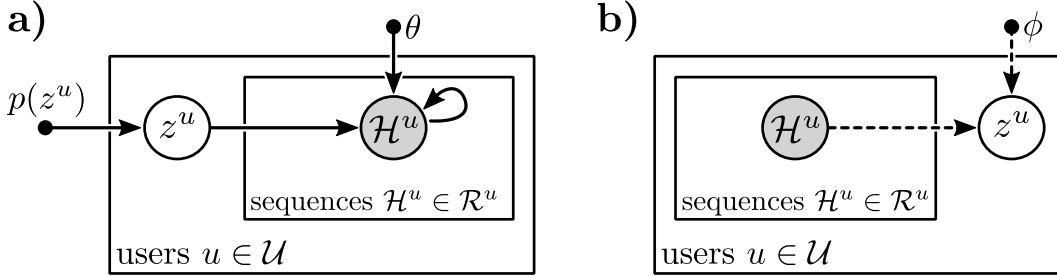 a)
θ
p(z^u)
z^u
ℋ^u
sequences ℋ^u ∈ ℛ^u
users u ∈ 𝒰
b)
ϕ
ℋ^u
z^u
sequences ℋ^u ∈ ℛ^u
users u ∈ 𝒰